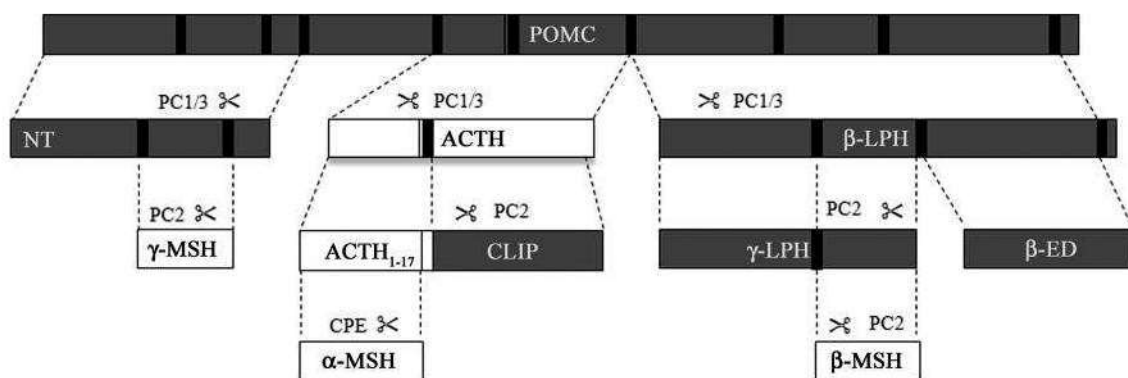 POMC
PC1/3
PC1/3
PC1/3
NT
ACTH
β-LPH
PC2
PC2
PC2
γ-MSH
ACTH1-17
CLIP
γ-LPH
β-ED
CPE
PC2
α-MSH
β-MSH